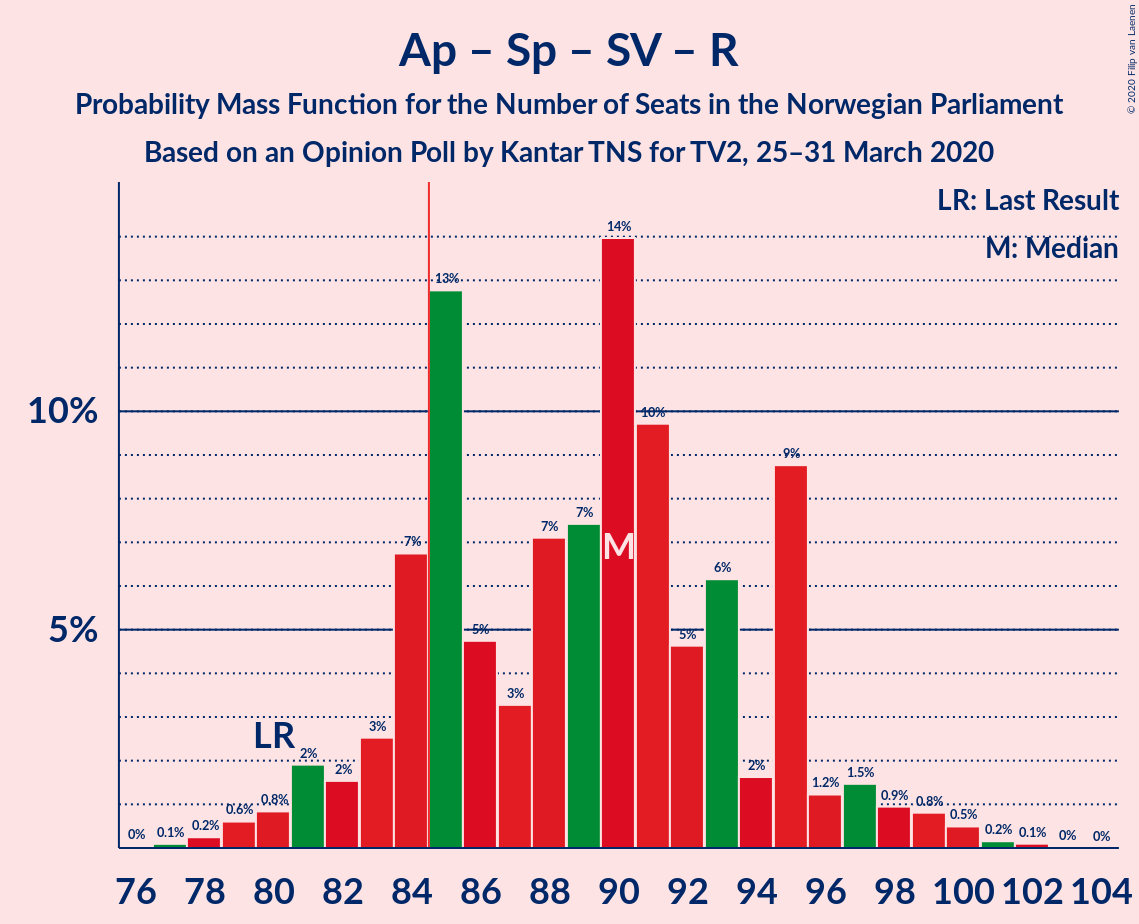 Ap – Sp – SV – R
Probability Mass Function for the Number of Seats in the Norwegian Parliament
Based on an Opinion Poll by Kantar TNS for TV2, 25–31 March 2020
© 2020 Filip van Laenen
LR: Last Result
M: Median
10%
5%
0% 0.1% 0.2% 0.6% 0.8% 2% 2% 3% 7% 13% 5% 3% 7% 7% 14% 10% 5% 6% 2% 9% 1.2% 1.5% 0.9% 0.8% 0.5% 0.2% 0.1% 0% 0%
LR
M
76 78 80 82 84 86 88 90 92 94 96 98 100 102 104